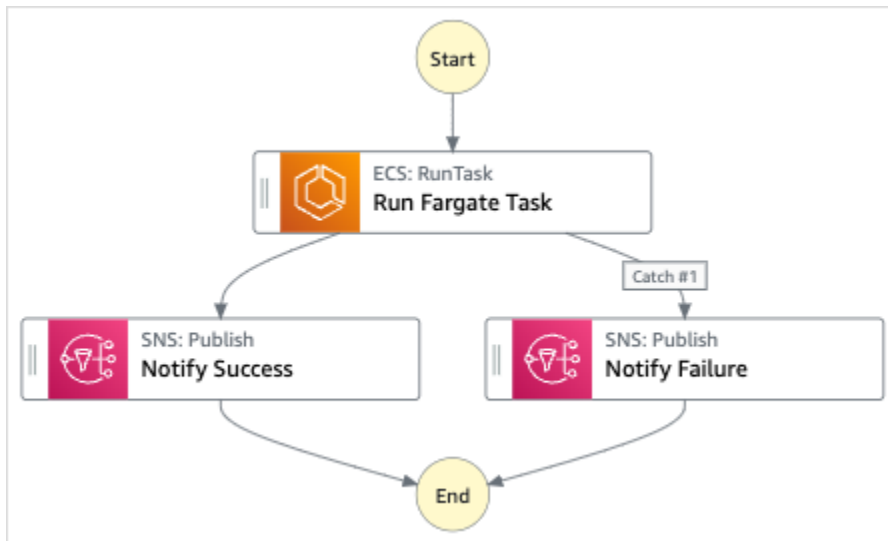 Start
ECS: RunTask
Run Fargate Task
Catch #1
SNS: Publish
Notify Success
SNS: Publish
Notify Failure
End